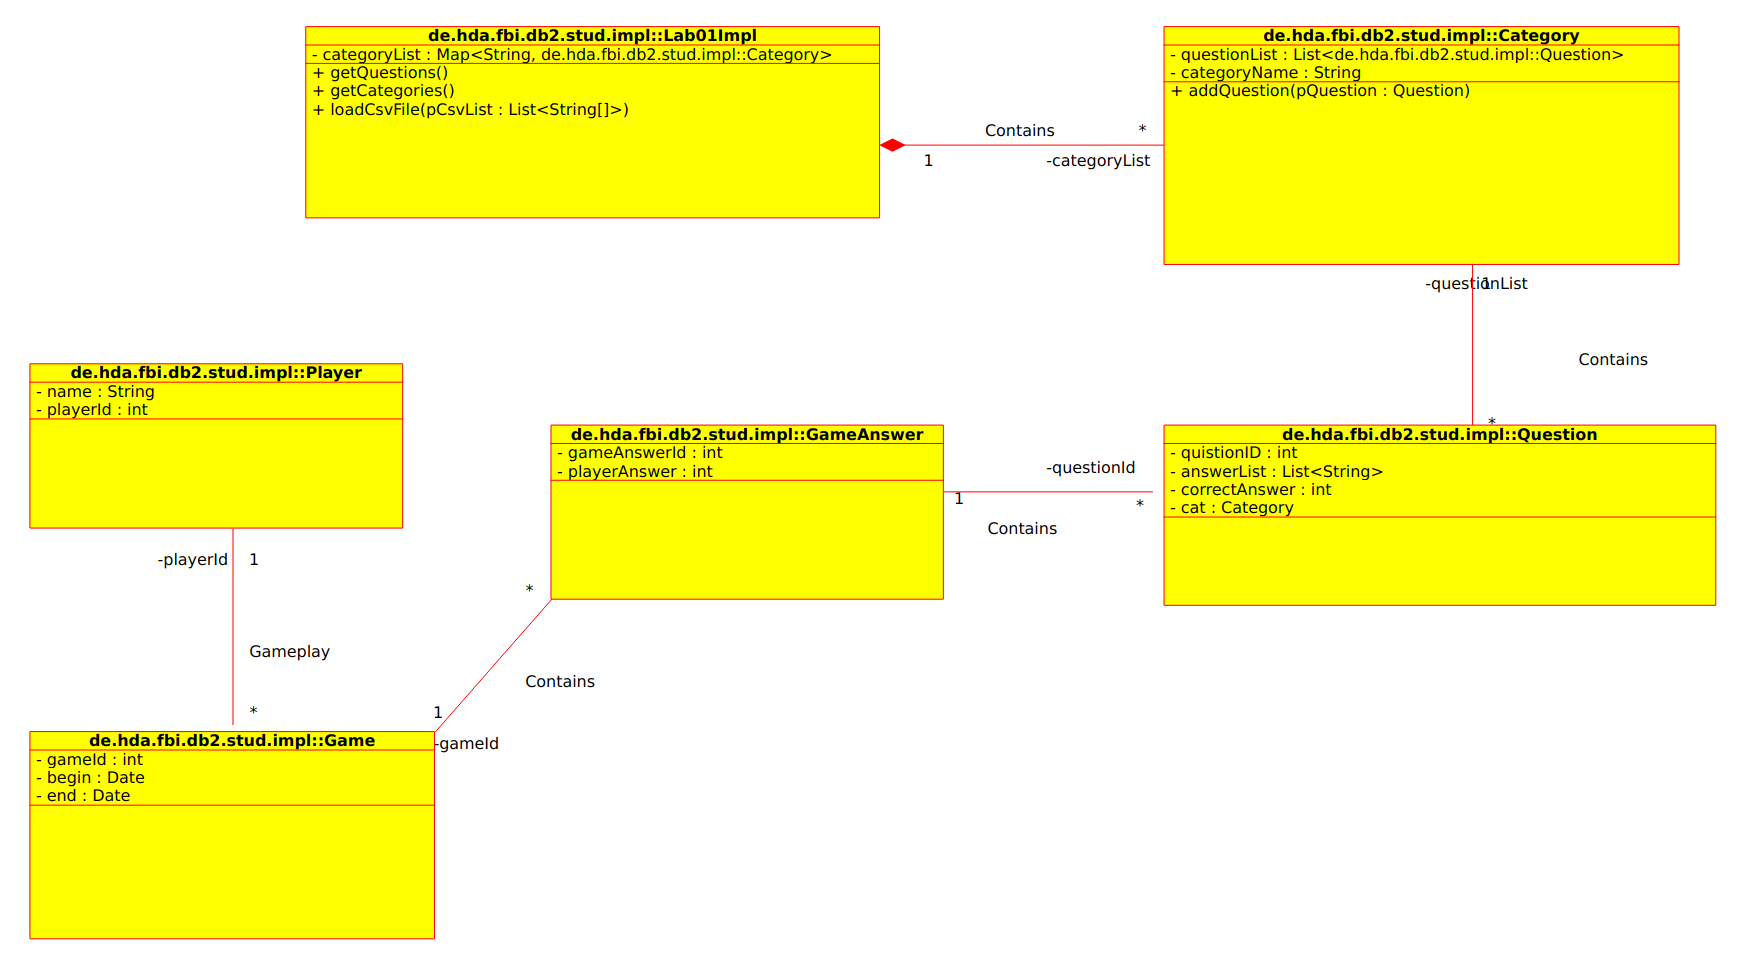 de.hda.fbi.db2.stud.impl::Lab01Impl
- categoryList : Map<String, de.hda.fbi.db2.stud.impl::Category>
+ getQuestions()
+ getCategories()
+ loadCsvFile(pCsvList : List<String[]>)
Contains
*
1
-categoryList
de.hda.fbi.db2.stud.impl::Category
- questionList : List<de.hda.fbi.db2.stud.impl::Question>
- categoryName : String
+ addQuestion(pQuestion : Question)
-questionList
1
Contains
*
de.hda.fbi.db2.stud.impl::Player
- name : String
- playerId : int
-playerId
1
Gameplay
*
de.hda.fbi.db2.stud.impl::GameAnswer
- gameAnswerId : int
- playerAnswer : int
-questionId
1
*
Contains
de.hda.fbi.db2.stud.impl::Question
- quistionID : int
- answerList : List<String>
- correctAnswer : int
- cat : Category
*
Contains
1
-gameId
de.hda.fbi.db2.stud.impl::Game
- gameId : int
- begin : Date
- end : Date